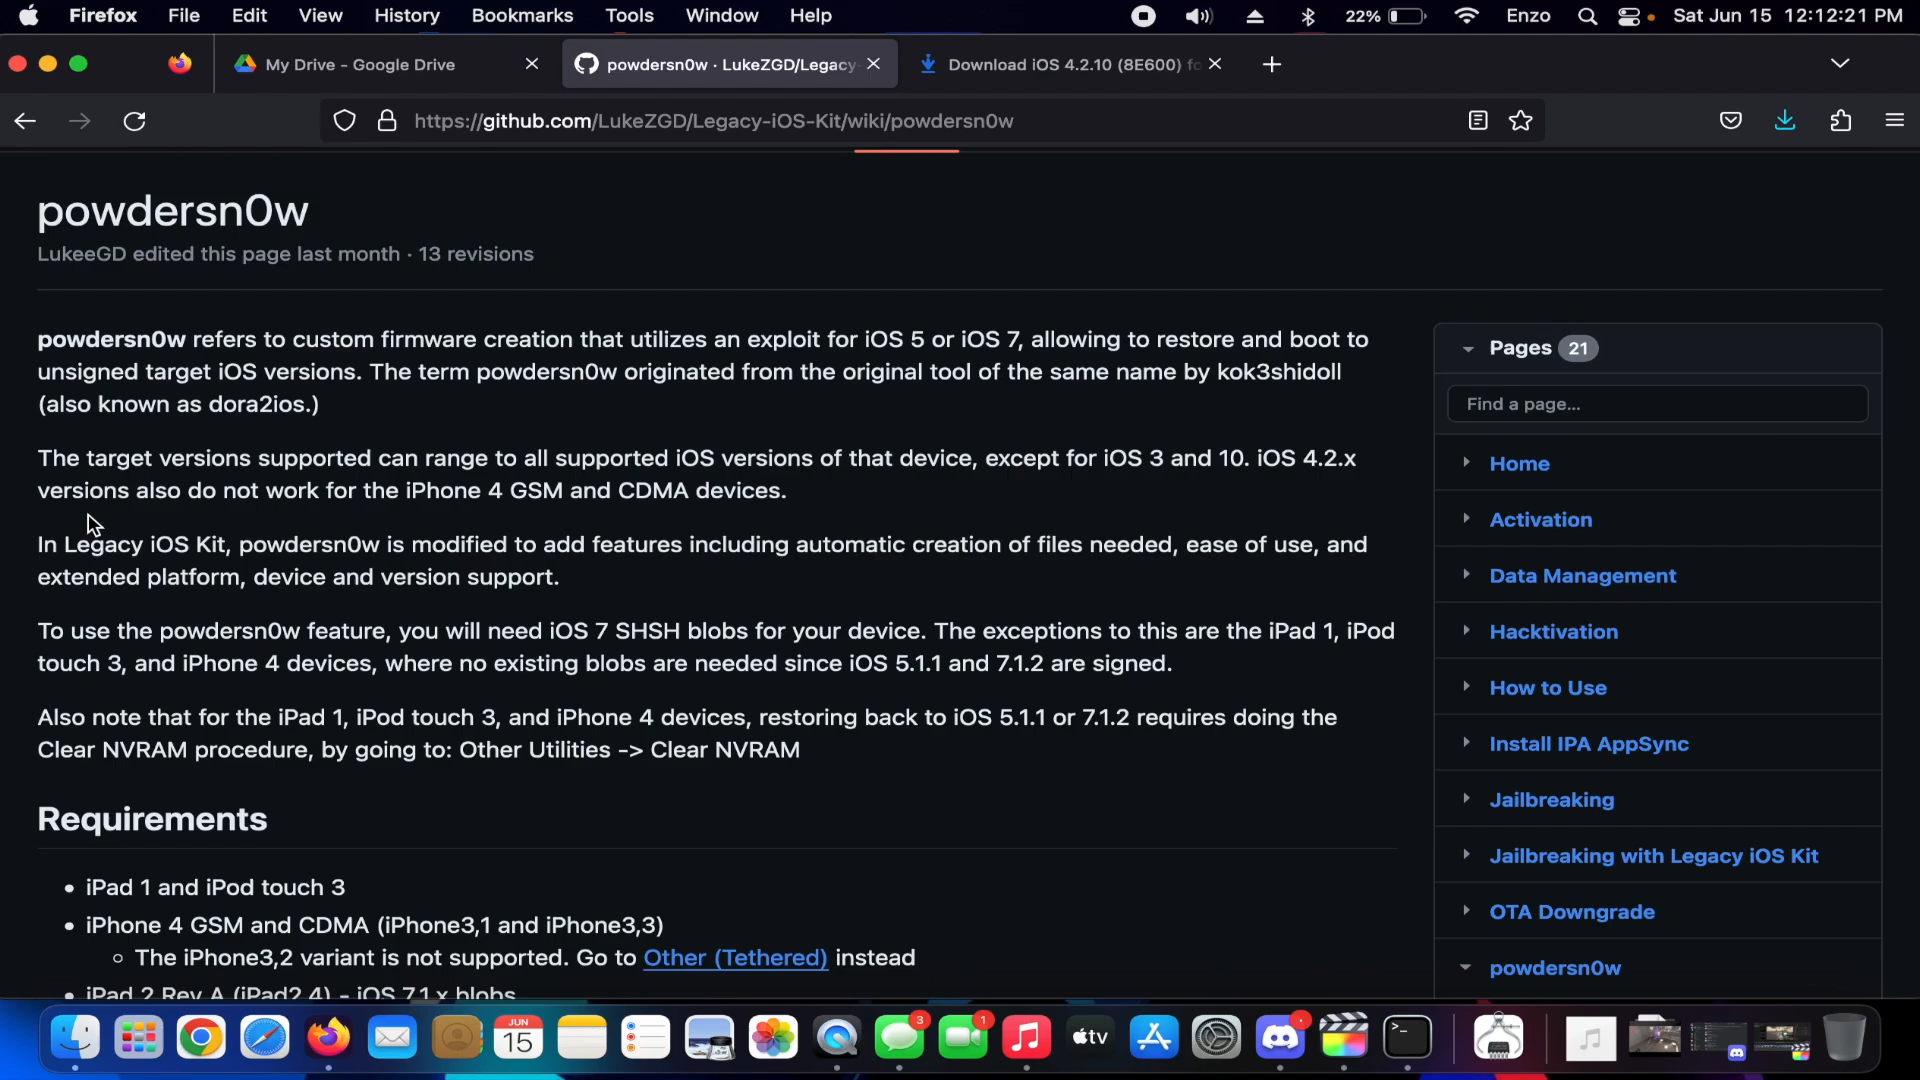 Firefox File Edit View History Bookmarks Tools Window Help 22% Enzo Sat Jun 15 12:12:21 PM
My Drive - Google Drive powdersn0w · LukeZGD/Legacy- Download iOS 4.2.10 (8E600) fo
https://github.com/LukeZGD/Legacy-iOS-Kit/wiki/powdersn0w
powdersn0w
LukeeGD edited this page last month · 13 revisions
powdersn0w refers to custom firmware creation that utilizes an exploit for iOS 5 or iOS 7, allowing to restore and boot to
unsigned target iOS versions. The term powdersn0w originated from the original tool of the same name by kok3shidoll
(also known as dora2ios.)
The target versions supported can range to all supported iOS versions of that device, except for iOS 3 and 10. iOS 4.2.x
versions also do not work for the iPhone 4 GSM and CDMA devices.
In Legacy iOS Kit, powdersn0w is modified to add features including automatic creation of files needed, ease of use, and
extended platform, device and version support.
To use the powdersn0w feature, you will need iOS 7 SHSH blobs for your device. The exceptions to this are the iPad 1, iPod
touch 3, and iPhone 4 devices, where no existing blobs are needed since iOS 5.1.1 and 7.1.2 are signed.
Also note that for the iPad 1, iPod touch 3, and iPhone 4 devices, restoring back to iOS 5.1.1 or 7.1.2 requires doing the
Clear NVRAM procedure, by going to: Other Utilities -> Clear NVRAM
Requirements
• iPad 1 and iPod touch 3
• iPhone 4 GSM and CDMA (iPhone3,1 and iPhone3,3)
◦ The iPhone3,2 variant is not supported. Go to Other (Tethered) instead
• iPad 2 Rev A (iPad2,4) - iOS 7.1.x blobs
Pages 21
Find a page...
Home
Activation
Data Management
Hacktivation
How to Use
Install IPA AppSync
Jailbreaking
Jailbreaking with Legacy iOS Kit
OTA Downgrade
powdersn0w
JUN
15
3
1
tv
>_